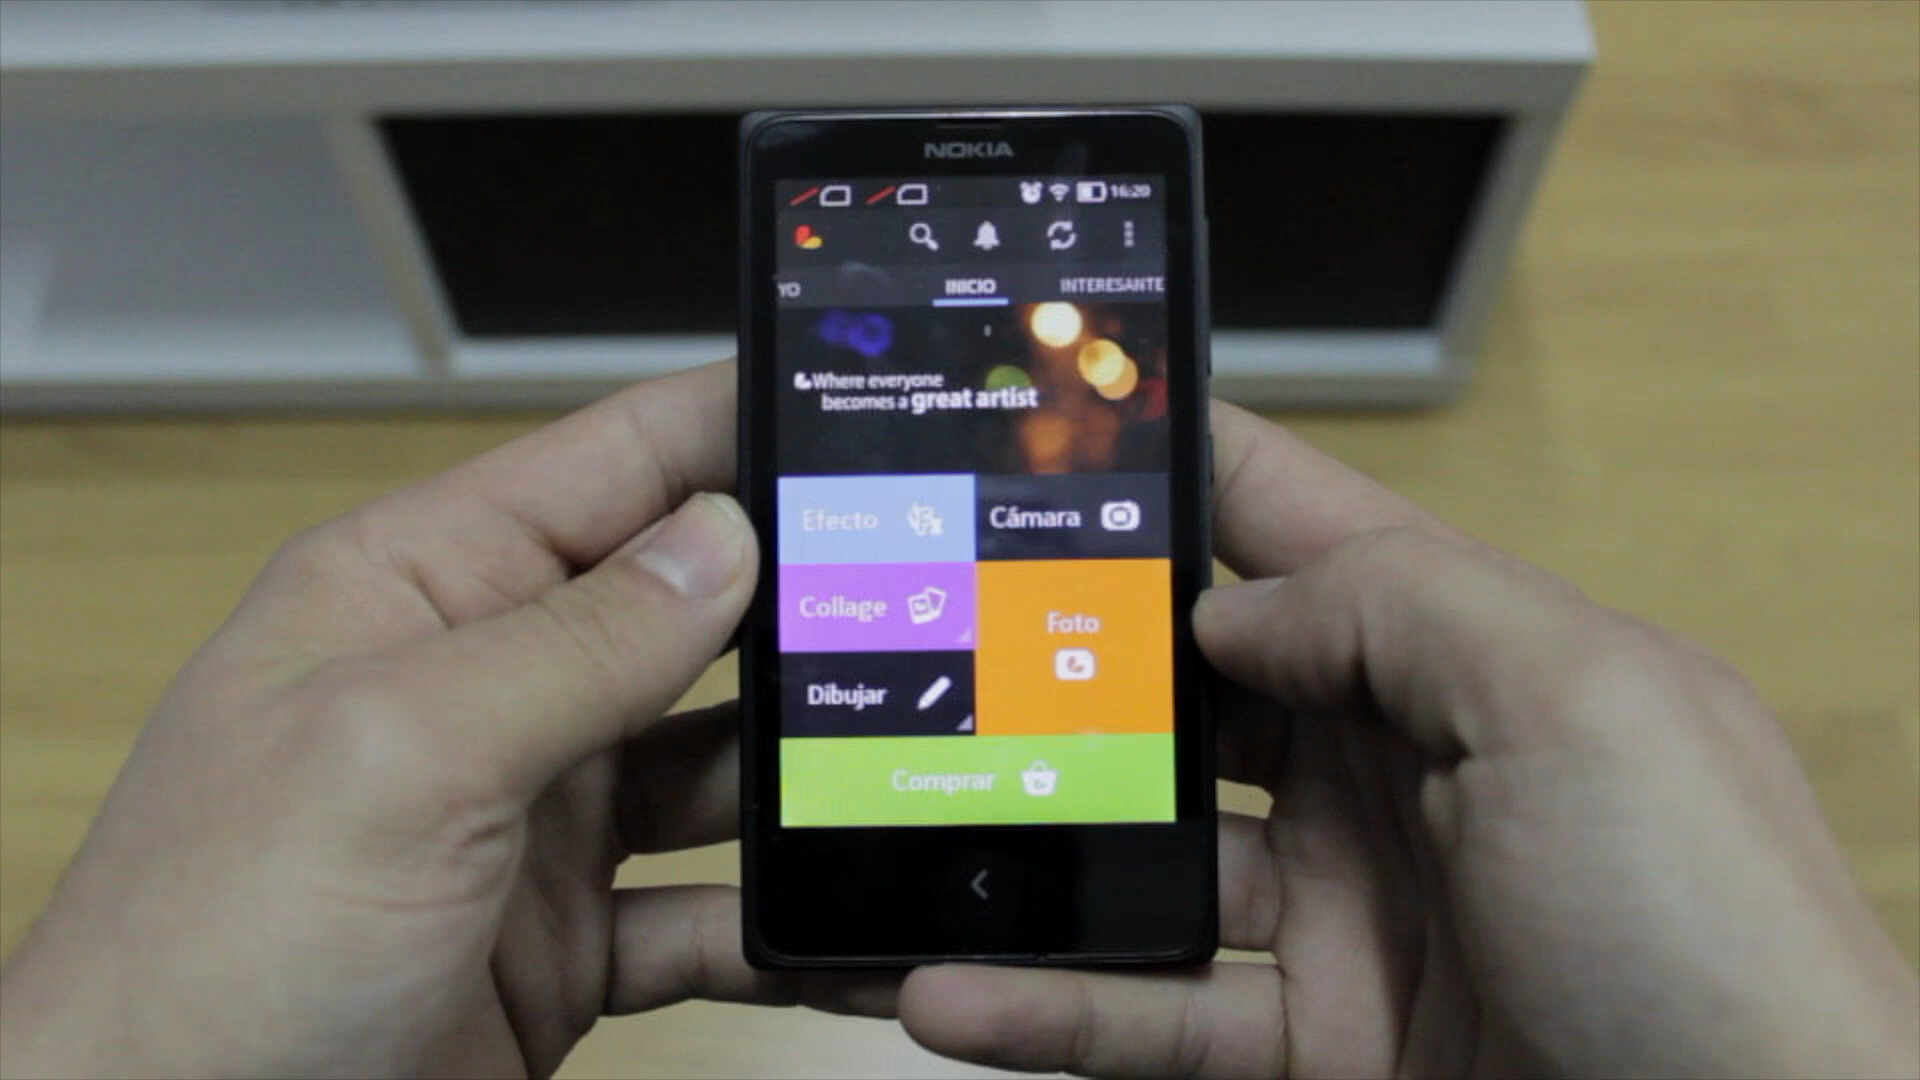 NOKIA
16:20
YO INICIO INTERESANTE
Where everyone
becomes a great artist
Efecto
Cámara
Collage
Foto
Dibujar
Comprar